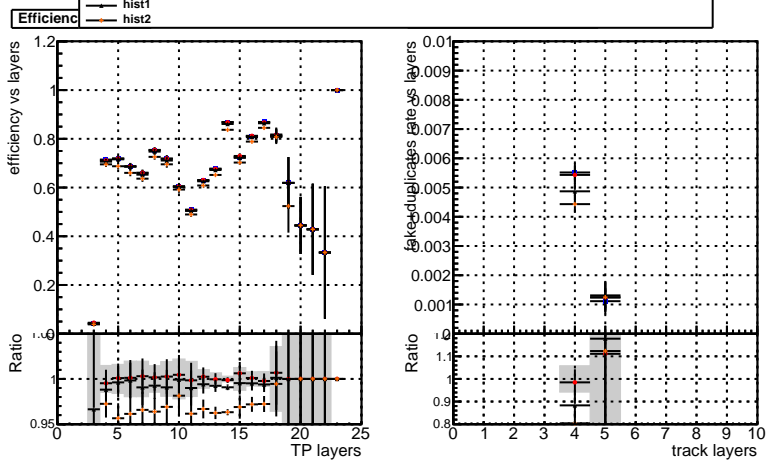 hist1
Efficienc
hist2
efficiency vs layers
1.2
1
0.8
0.6
0.4
0.2
0
Ratio
1
0.95
0 5 10 15 20 25
TP layers
fake+duplicates rate vs layers
0.01
0.009
0.008
0.007
0.006
0.005
0.004
0.003
0.002
0.001
0
Ratio
1.1
1
0.9
0.8
0 1 2 3 4 5 6 7 8 9 10
track layers